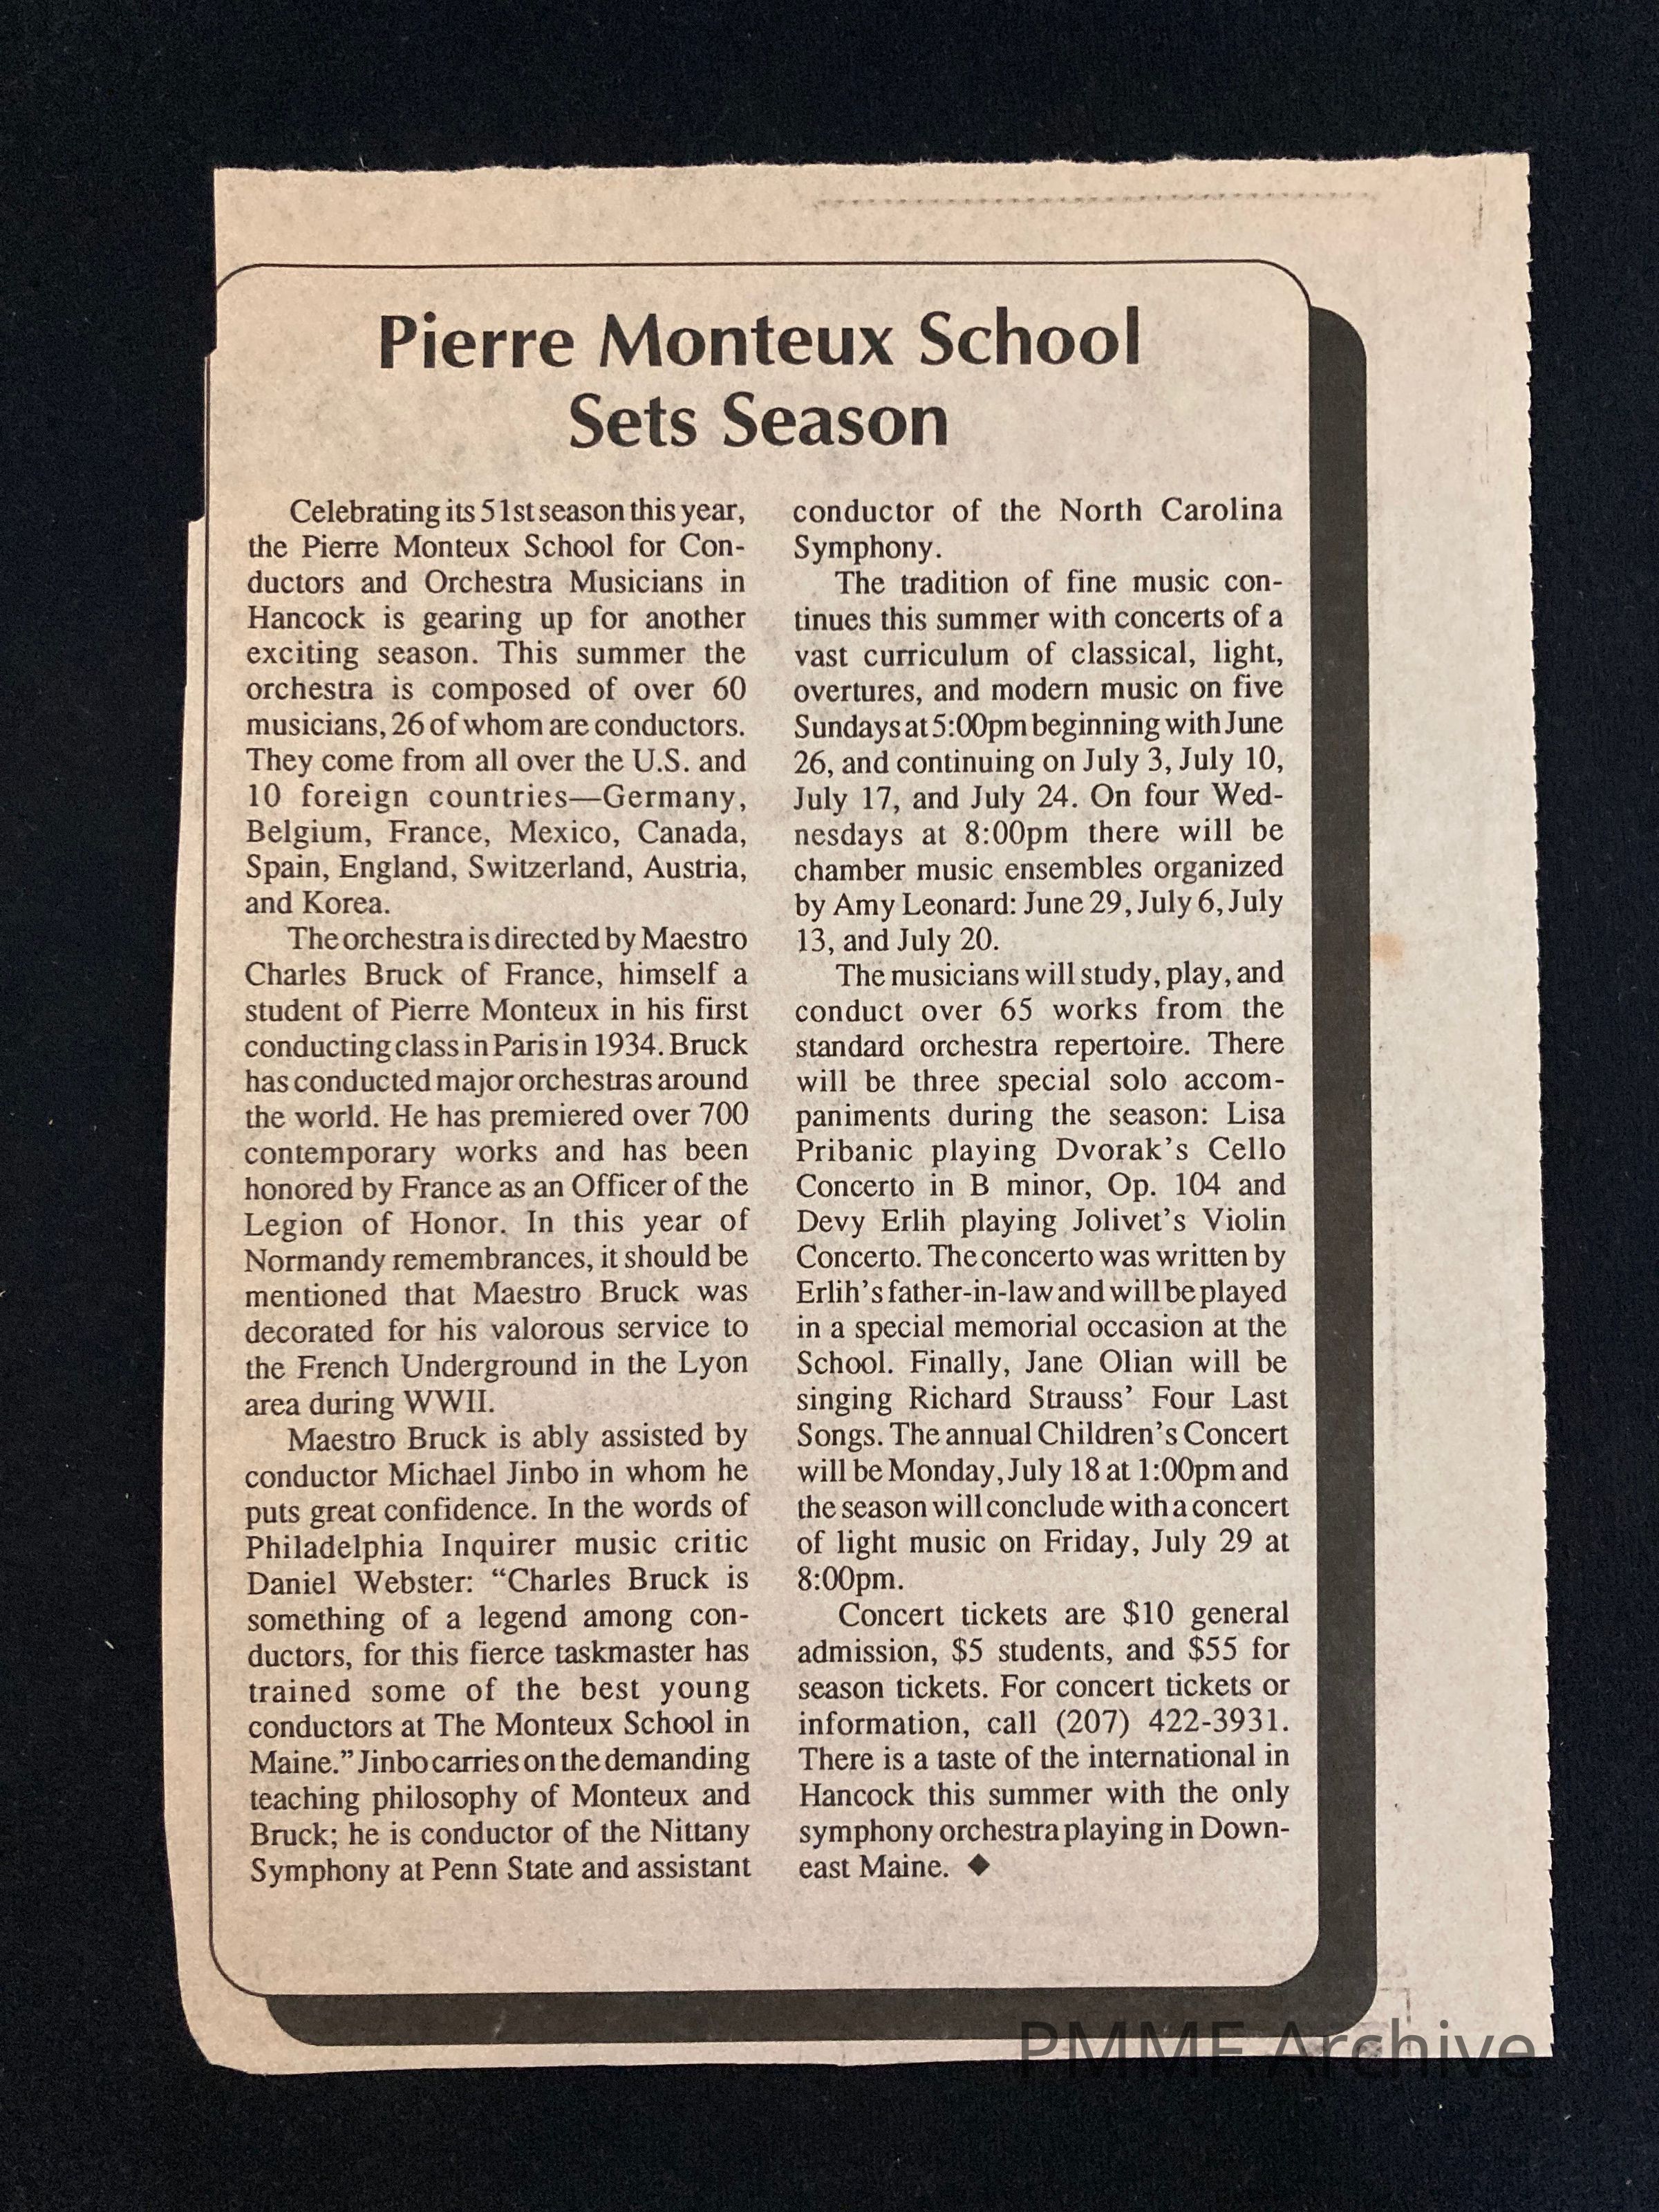 Pierre Monteux School
Sets Season
Celebrating its 51st season this year,
the Pierre Monteux School for Con-
ductors and Orchestra Musicians in
Hancock is gearing up for another
exciting season. This summer the
orchestra is composed of over 60
musicians, 26 of whom are conductors.
They come from all over the U.S. and
10 foreign countries—Germany,
Belgium, France, Mexico, Canada,
Spain, England, Switzerland, Austria,
and Korea.
The orchestra is directed by Maestro
Charles Bruck of France, himself a
student of Pierre Monteux in his first
conducting class in Paris in 1934. Bruck
has conducted major orchestras around
the world. He has premiered over 700
contemporary works and has been
honored by France as an Officer of the
Legion of Honor. In this year of
Normandy remembrances, it should be
mentioned that Maestro Bruck was
decorated for his valorous service to
the French Underground in the Lyon
area during WWII.
Maestro Bruck is ably assisted by
conductor Michael Jinbo in whom he
puts great confidence. In the words of
Philadelphia Inquirer music critic
Daniel Webster: “Charles Bruck is
something of a legend among con-
ductors, for this fierce taskmaster has
trained some of the best young
conductors at The Monteux School in
Maine.” Jinbo carries on the demanding
teaching philosophy of Monteux and
Bruck; he is conductor of the Nittany
Symphony at Penn State and assistant
conductor of the North Carolina
Symphony.
The tradition of fine music con-
tinues this summer with concerts of a
vast curriculum of classical, light,
overtures, and modern music on five
Sundays at 5:00pm beginning with June
26, and continuing on July 3, July 10,
July 17, and July 24. On four Wed-
nesdays at 8:00pm there will be
chamber music ensembles organized
by Amy Leonard: June 29, July 6, July
13, and July 20.
The musicians will study, play, and
conduct over 65 works from the
standard orchestra repertoire. There
will be three special solo accom-
paniments during the season: Lisa
Pribanic playing Dvorak’s Cello
Concerto in B minor, Op. 104 and
Devy Erlih playing Jolivet’s Violin
Concerto. The concerto was written by
Erlih’s father-in-law and will be played
in a special memorial occasion at the
School. Finally, Jane Olian will be
singing Richard Strauss’ Four Last
Songs. The annual Children’s Concert
will be Monday, July 18 at 1:00pm and
the season will conclude with a concert
of light music on Friday, July 29 at
8:00pm.
Concert tickets are $10 general
admission, $5 students, and $55 for
season tickets. For concert tickets or
information, call (207) 422-3931.
There is a taste of the international in
Hancock this summer with the only
symphony orchestra playing in Down-
east Maine. ◆
PMMF Archive